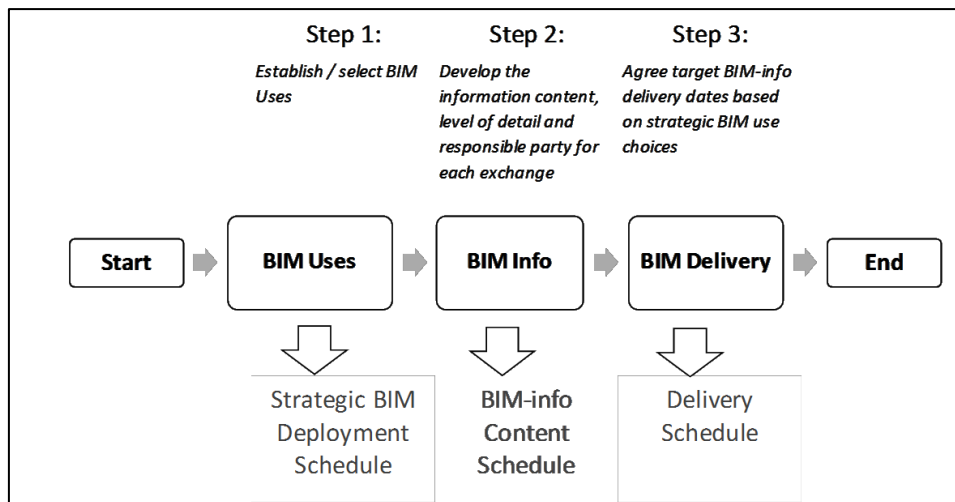 Step 1:
Establish / select BIM
Uses
Step 2:
Develop the
information content,
level of detail and
responsible party for
each exchange
Step 3:
Agree target BIM-info
delivery dates based
on strategic BIM use
choices
Start
BIM Uses
BIM Info
BIM Delivery
End
Strategic BIM
Deployment
Schedule
BIM-info
Content
Schedule
Delivery
Schedule